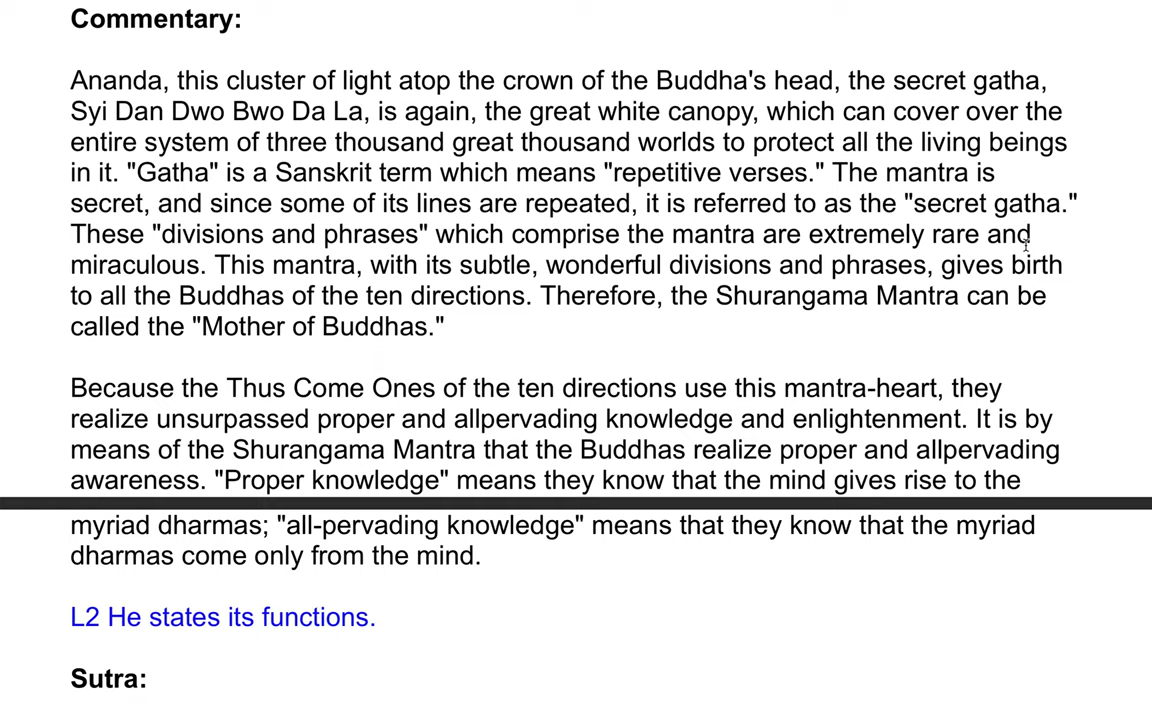 Commentary:
Ananda, this cluster of light atop the crown of the Buddha's head, the secret gatha,
Syi Dan Dwo Bwo Da La, is again, the great white canopy, which can cover over the
entire system of three thousand great thousand worlds to protect all the living beings
in it. "Gatha" is a Sanskrit term which means "repetitive verses." The mantra is
secret, and since some of its lines are repeated, it is referred to as the "secret gatha."
These "divisions and phrases" which comprise the mantra are extremely rare and
miraculous. This mantra, with its subtle, wonderful divisions and phrases, gives birth
to all the Buddhas of the ten directions. Therefore, the Shurangama Mantra can be
called the "Mother of Buddhas."
Because the Thus Come Ones of the ten directions use this mantra-heart, they
realize unsurpassed proper and allpervading knowledge and enlightenment. It is by
means of the Shurangama Mantra that the Buddhas realize proper and allpervading
awareness. "Proper knowledge" means they know that the mind gives rise to the
myriad dharmas; "all-pervading knowledge" means that they know that the myriad
dharmas come only from the mind.
L2 He states its functions.
Sutra: